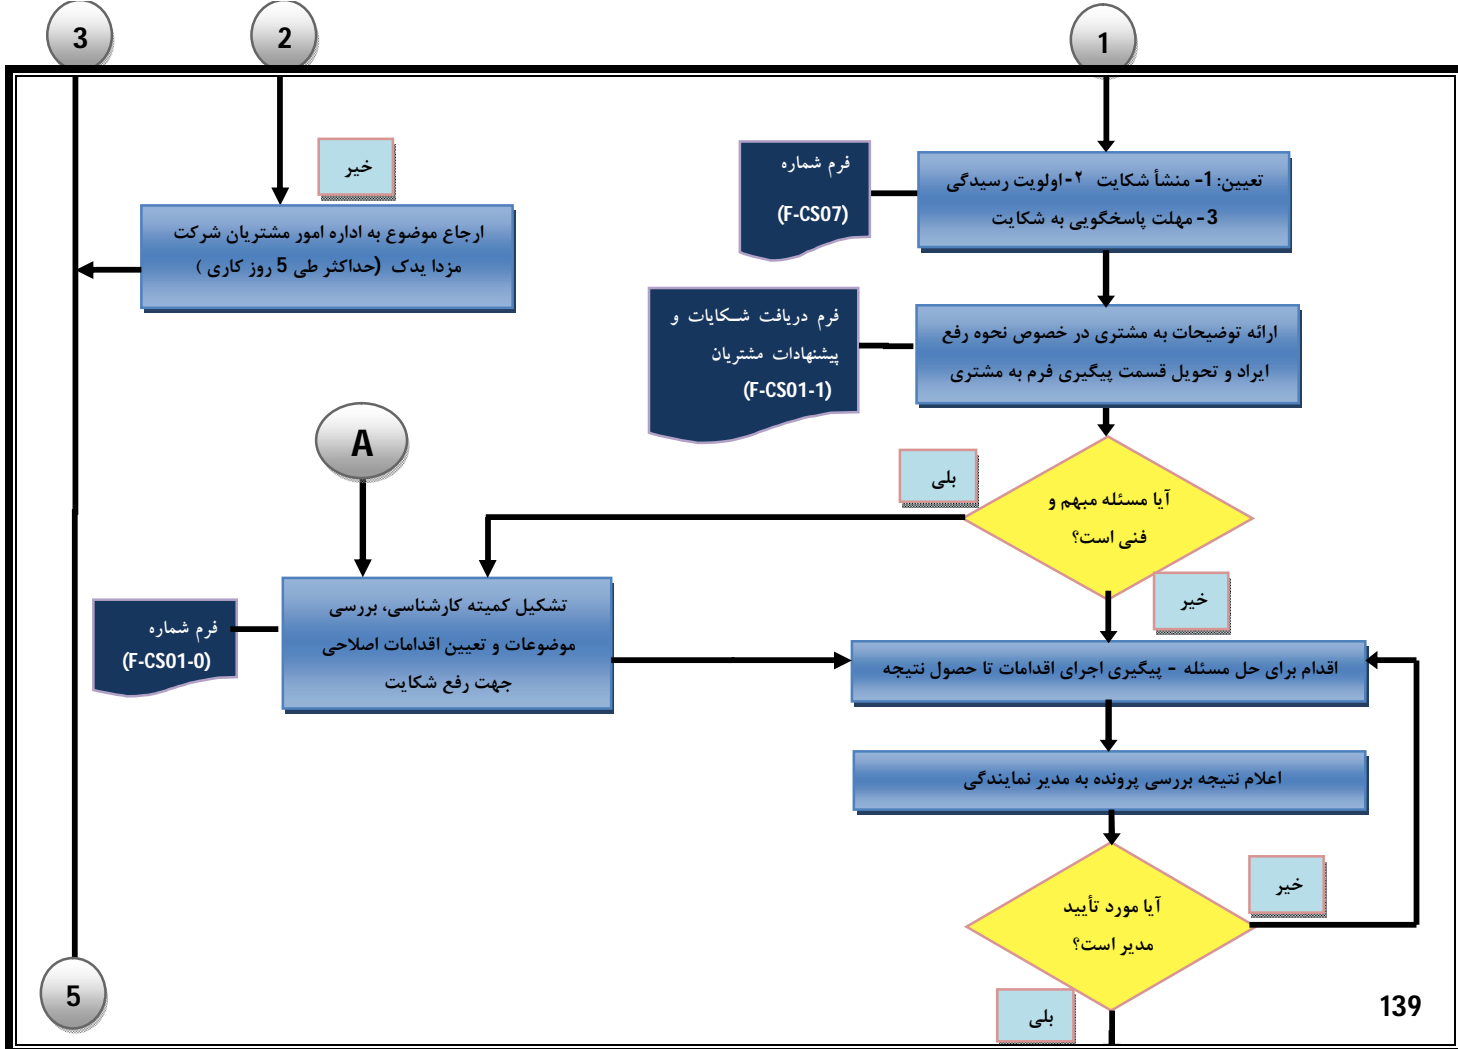 1
2
3
تعیین: 1- منشأ شکایت ۲-اولویت رسیدگی
3- مهلت پاسخگویی به شکایت
فرم شماره
(F-CS07)
خیر
ارجاع موضوع به اداره امور مشتریان شرکت
مزدا یدک (حداکثر طی 5 روز کاری )
ارائه توضیحات به مشتری در خصوص نحوه رفع
ایراد و تحویل قسمت پیگیری فرم به مشتری
فرم دریافت شکایات و
پیشنهادات مشتریان
(F-CS01-1)
A
آیا مسئله مبهم و
فنی است؟
بلی
خیر
تشکیل کمیته کارشناسی، بررسی
موضوعات و تعیین اقدامات اصلاحی
جهت رفع شکایت
فرم شماره
(F-CS01-0)
اقدام برای حل مسئله - پیگیری اجرای اقدامات تا حصول نتیجه
اعلام نتیجه بررسی پرونده به مدیر نمایندگی
آیا مورد تأیید
مدیر است؟
خیر
بلی
5
139